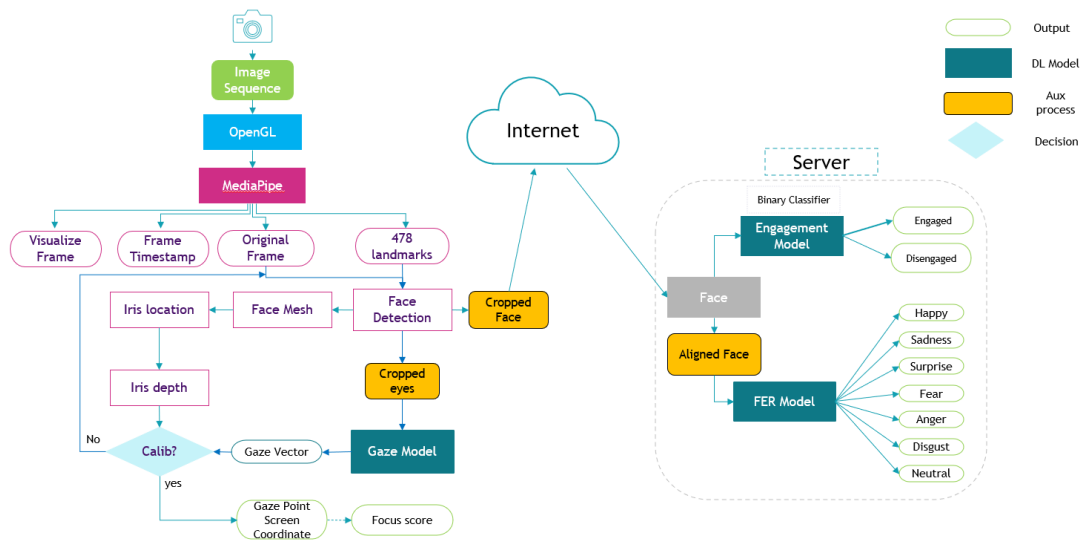 Image
Sequence
OpenGL
MediaPipe
Visualize
Frame
Frame
Timestamp
Original
Frame
478
landmarks
Iris location
Face Mesh
Face
Detection
Cropped
Face
Iris depth
Cropped
eyes
No
Calib?
Gaze Vector
Gaze Model
yes
Gaze Point
Screen
Coordinate
Focus score
Internet
Server
Binary Classifier
Engagement
Model
Engaged
Disengaged
Face
Aligned Face
FER Model
Happy
Sadness
Surprise
Fear
Anger
Disgust
Neutral
Output
DL Model
Aux
process
Decision